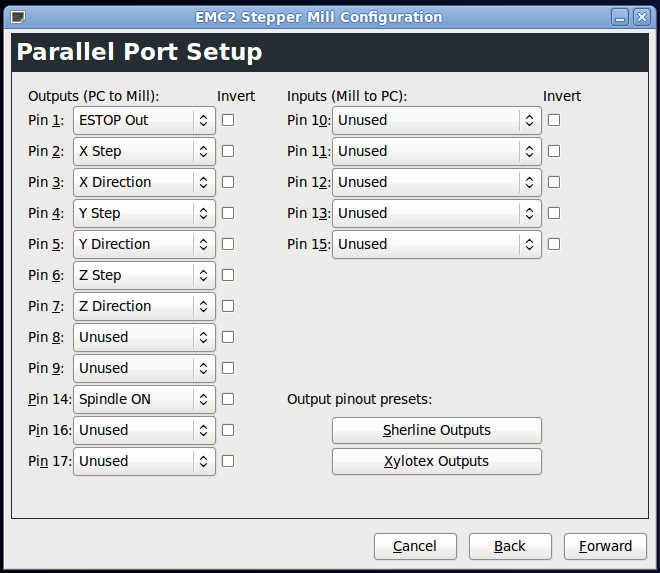 EMC2 Stepper Mill Configuration
Parallel Port Setup
Outputs (PC to Mill): Invert Inputs (Mill to PC): Invert
Pin 1: ESTOP Out Pin 10: Unused
Pin 2: X Step Pin 11: Unused
Pin 3: X Direction Pin 12: Unused
Pin 4: Y Step Pin 13: Unused
Pin 5: Y Direction Pin 15: Unused
Pin 6: Z Step
Pin 7: Z Direction
Pin 8: Unused
Pin 9: Unused
Pin 14: Spindle ON Output pinout presets:
Pin 16: Unused Sherline Outputs
Pin 17: Unused Xylotex Outputs
Cancel Back Forward